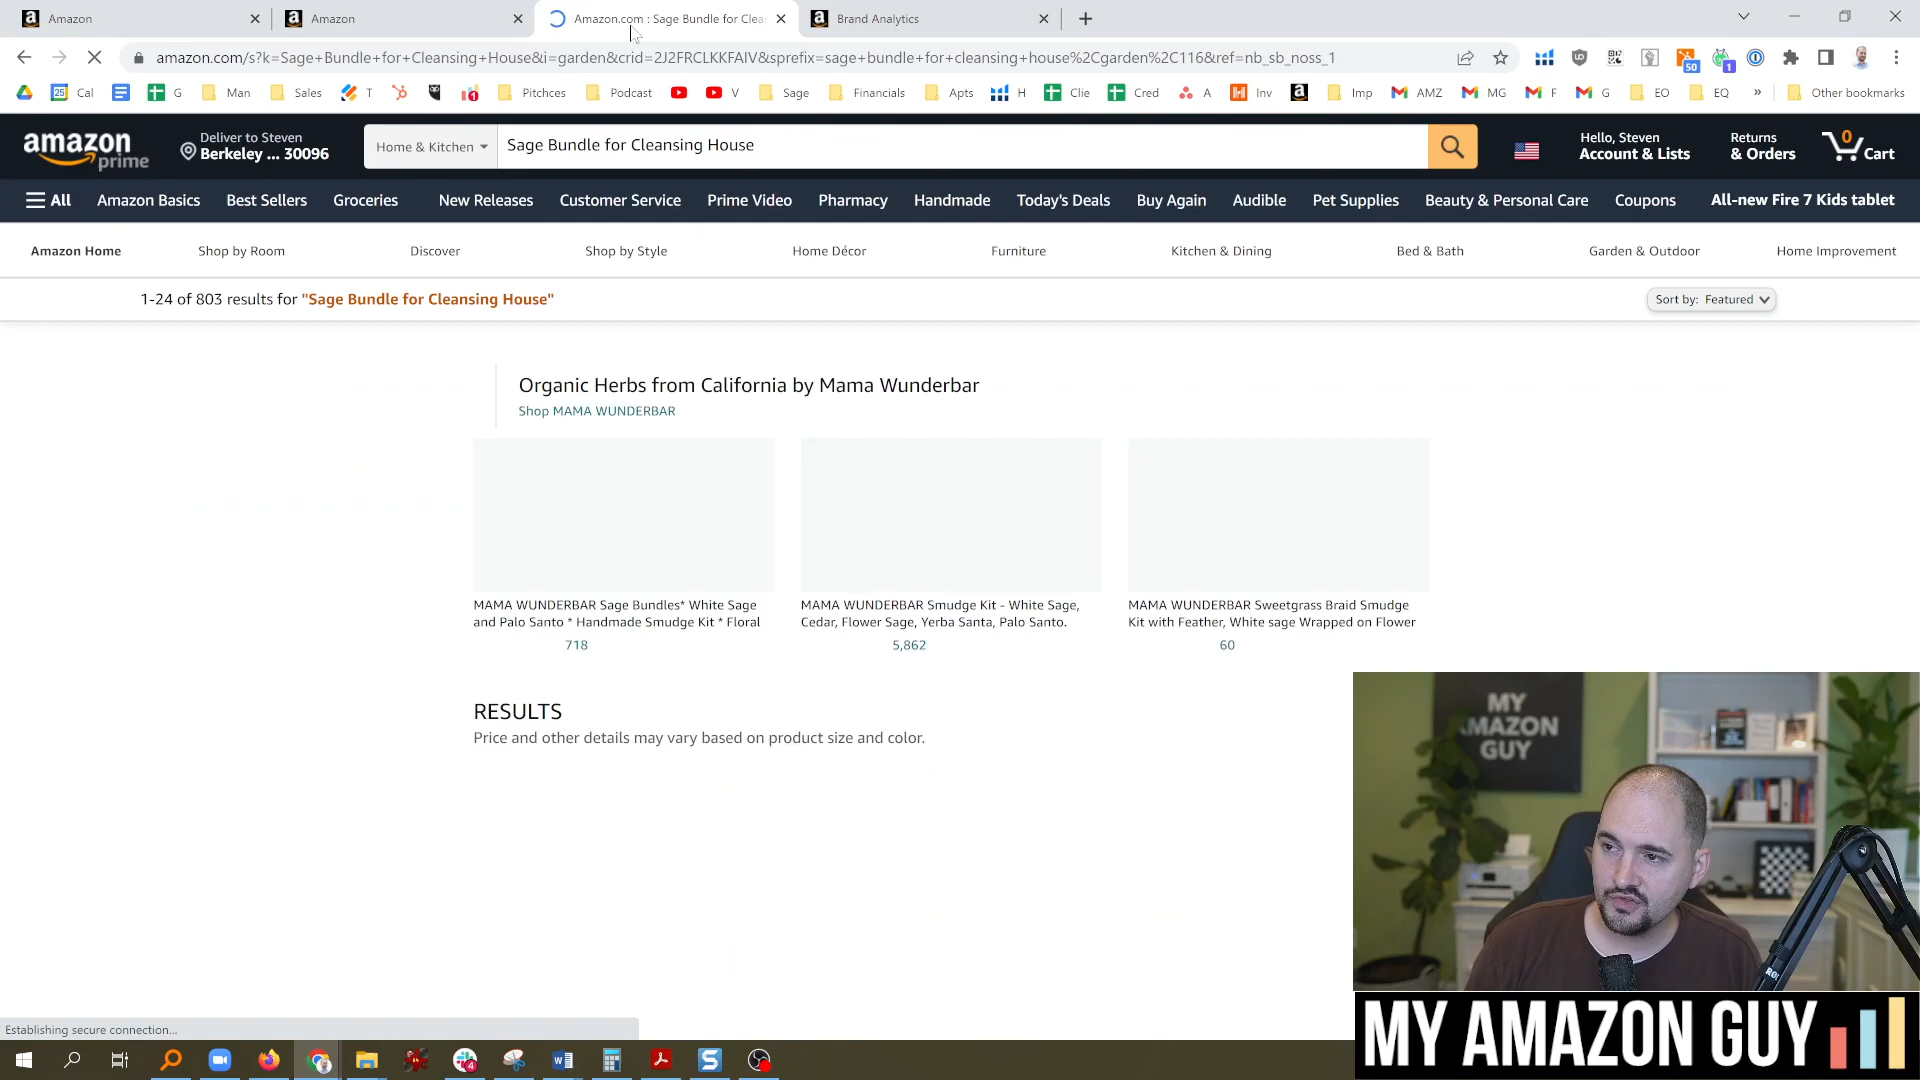 Amazon
Amazon
Amazon.com : Sage Bundle for Clea
Brand Analytics
amazon.com/s?k=Sage+Bundle+for+Cleansing+House&i=garden&crid=2J2FRCLKKFAIV&sprefix=sage+bundle+for+cleansing+house%2Cgarden%2C116&ref=nb_sb_noss_1
50
1
25 Cal
G
Man
Sales
T
1
Pitchces
Podcast
V
Sage
Financials
Apts
H
Clie
Cred
A
Inv
Imp
AMZ
MG
F
G
EO
EQ
»
Other bookmarks
amazon
prime
Deliver to Steven
Berkeley ... 30096
Home & Kitchen
Sage Bundle for Cleansing House
Hello, Steven
Account & Lists
Returns
& Orders
0
Cart
All
Amazon Basics
Best Sellers
Groceries
New Releases
Customer Service
Prime Video
Pharmacy
Handmade
Today's Deals
Buy Again
Audible
Pet Supplies
Beauty & Personal Care
Coupons
All-new Fire 7 Kids tablet
Amazon Home
Shop by Room
Discover
Shop by Style
Home Décor
Furniture
Kitchen & Dining
Bed & Bath
Garden & Outdoor
Home Improvement
1-24 of 803 results for "Sage Bundle for Cleansing House"
Sort by: Featured
Organic Herbs from California by Mama Wunderbar
Shop MAMA WUNDERBAR
MAMA WUNDERBAR Sage Bundles* White Sage
and Palo Santo * Handmade Smudge Kit * Floral
718
MAMA WUNDERBAR Smudge Kit - White Sage,
Cedar, Flower Sage, Yerba Santa, Palo Santo.
5,862
MAMA WUNDERBAR Sweetgrass Braid Smudge
Kit with Feather, White sage Wrapped on Flower
60
RESULTS
Price and other details may vary based on product size and color.
MY
AMAZON
GUY
Establishing secure connection...
MY AMAZON GUY